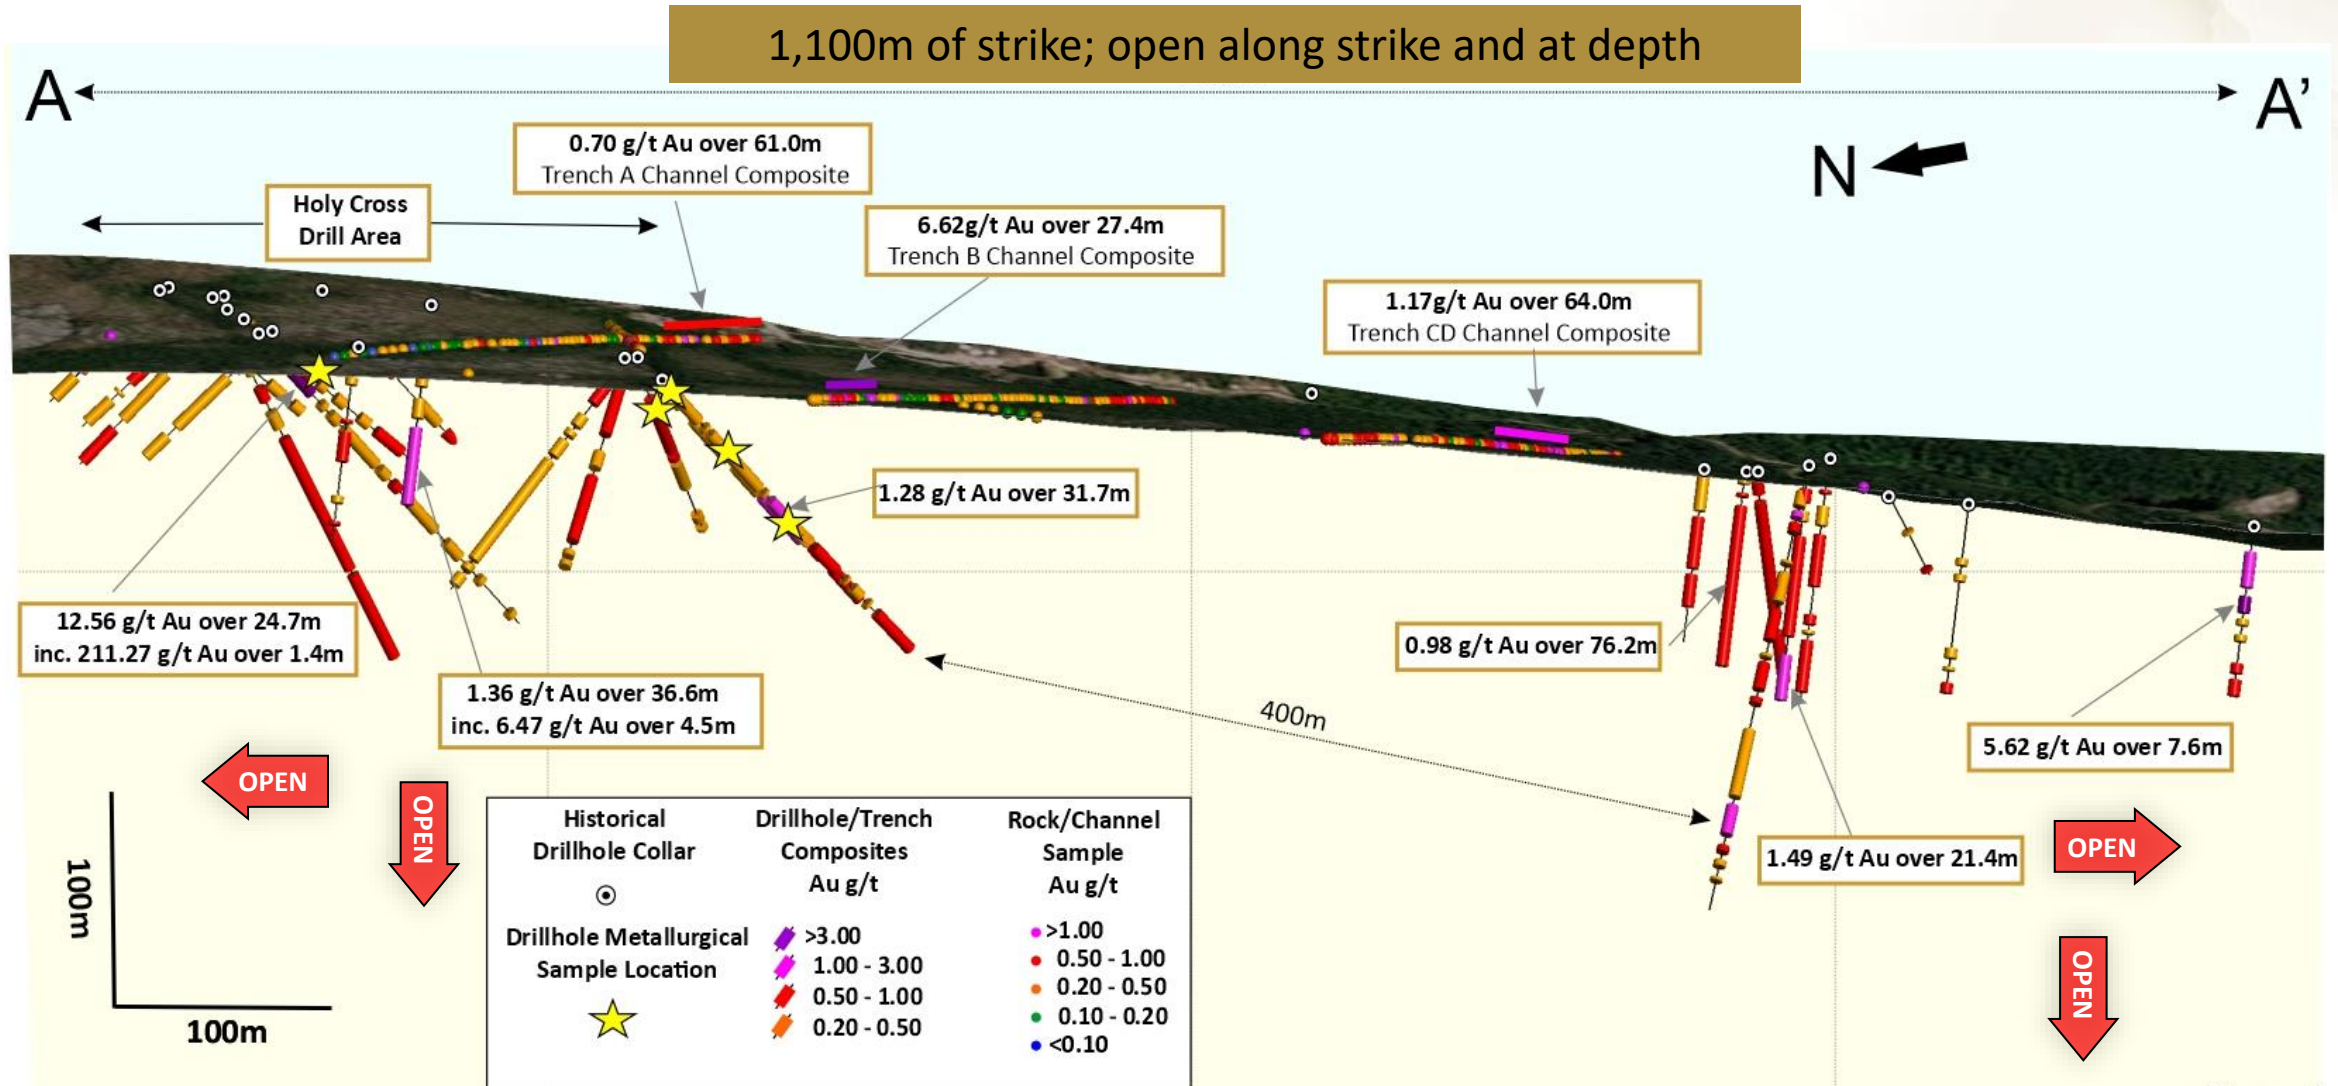 1,100m of strike; open along strike and at depth
A
A'
N
0.70 g/t Au over 61.0m
Trench A Channel Composite
Holy Cross
Drill Area
6.62g/t Au over 27.4m
Trench B Channel Composite
1.17g/t Au over 64.0m
Trench CD Channel Composite
1.28 g/t Au over 31.7m
12.56 g/t Au over 24.7m
inc. 211.27 g/t Au over 1.4m
0.98 g/t Au over 76.2m
1.36 g/t Au over 36.6m
inc. 6.47 g/t Au over 4.5m
400m
5.62 g/t Au over 7.6m
OPEN
OPEN
1.49 g/t Au over 21.4m
OPEN
OPEN
100m
100m
Historical
Drillhole Collar
Drillhole Metallurgical
Sample Location
Drillhole/Trench
Composites
Au g/t
>3.00
1.00 - 3.00
0.50 - 1.00
0.20 - 0.50
Rock/Channel
Sample
Au g/t
>1.00
0.50 - 1.00
0.20 - 0.50
0.10 - 0.20
<0.10